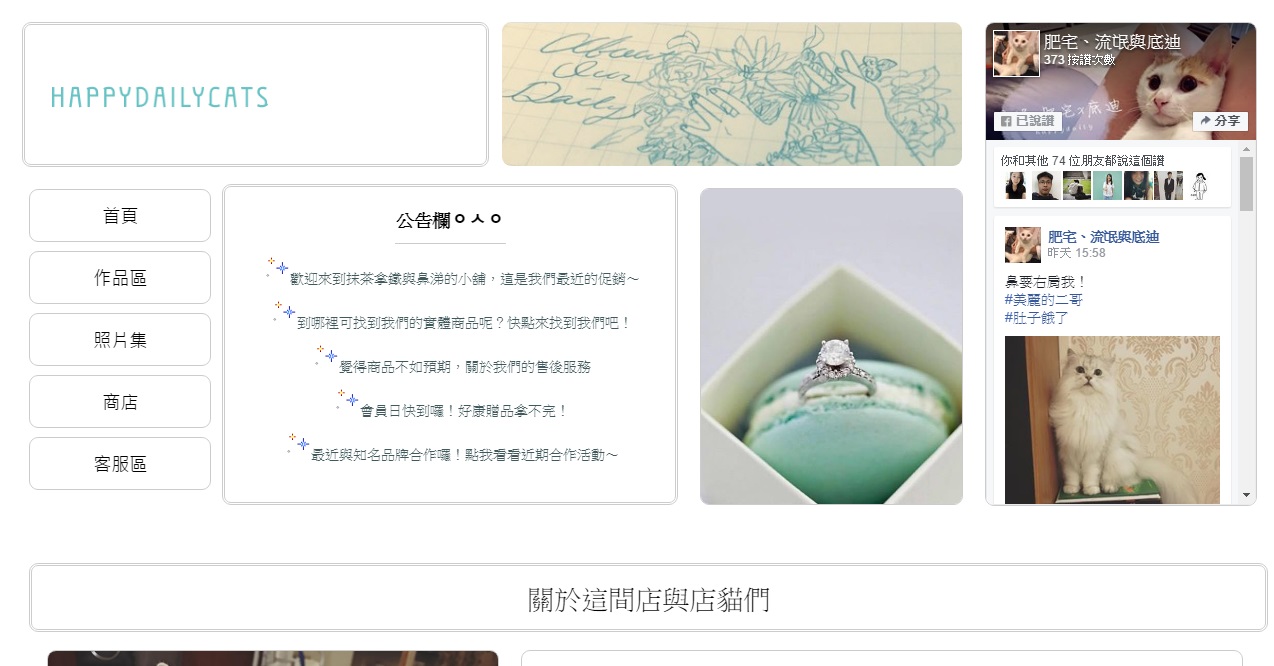 HAPPYDAILYCATS
About
Our
Daily
肥宅、流氓與底迪
373 按讚次數
已說讚
分享
你和其他 74 位朋友都說這個讚
肥宅、流氓與底迪
昨天 15:58
鼻要右肩我！
#美麗的二哥
#肚子餓了
首頁
作品區
照片集
商店
客服區
公告欄ㅇㅅㅇ
歡迎來到抹茶拿鐵與鼻涕的小舖，這是我們最近的促銷～
到哪裡可找到我們的實體商品呢？快點來找到我們吧！
覺得商品不如預期，關於我們的售後服務
會員日快到囉！好康贈品拿不完！
最近與知名品牌合作囉！點我看看近期合作活動～
關於這間店與店貓們